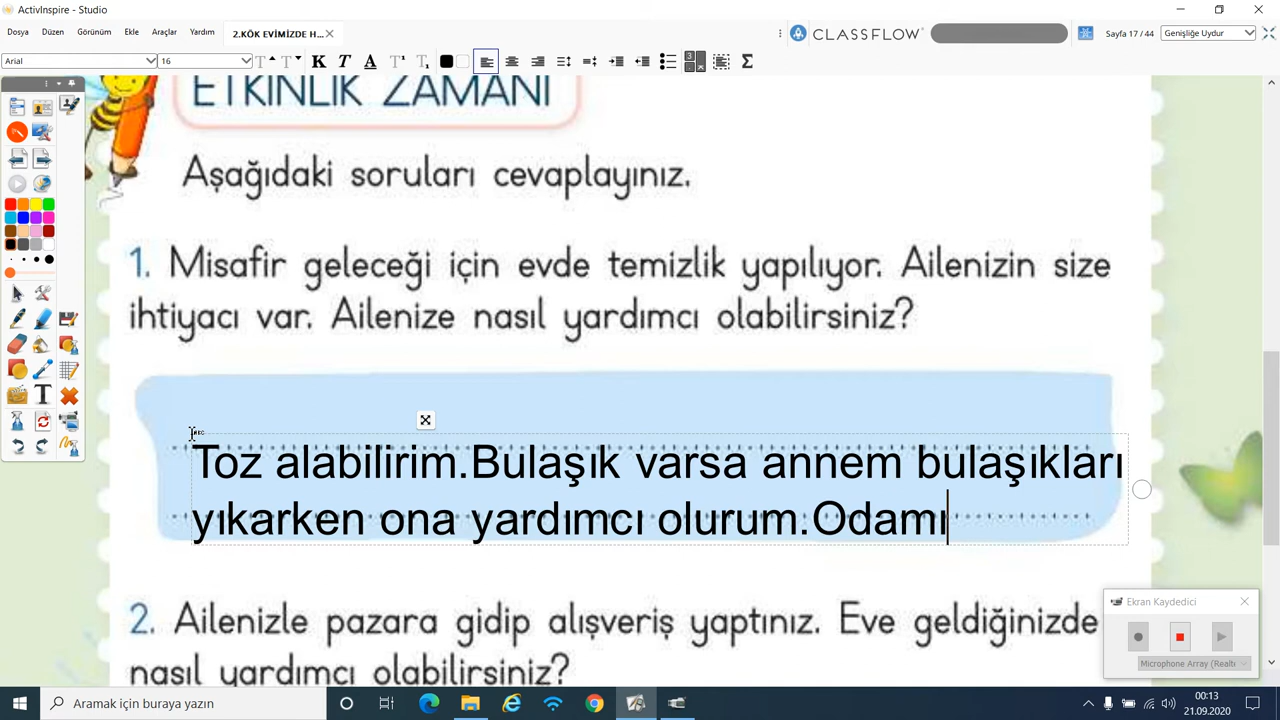 ActivInspire - Studio
Dosya Düzen Görünüm Ekle Araçlar Yardım
2.KÖK EVİMİZDE H...
CLASSFLOW
Sayfa 17 / 44
Genişliğe Uydur
Arial
16
ETKİNLİK ZAMANI
Aşağıdaki soruları cevaplayınız.
1. Misafir geleceği için evde temizlik yapılıyor. Ailenizin size
ihtiyacı var. Ailenize nasıl yardımcı olabilirsiniz?
Toz alabilirim.Bulaşık varsa annem bulaşıkları
yıkarken ona yardımcı olurum.Odamı
2. Ailenizle pazara gidip alışveriş yaptınız. Eve geldiğinizde
nasıl yardımcı olabilirsiniz?
Ekran Kaydedici
Microphone Array (Realt
Aramak için buraya yazın
00:13
21.09.2020